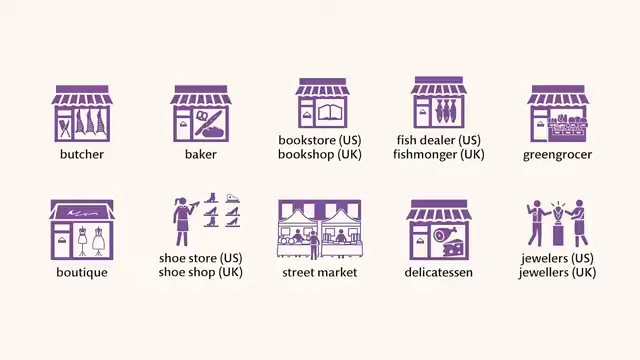 butcher
baker
bookstore (US)
bookshop (UK)
fish dealer (US)
fishmonger (UK)
greengrocer
boutique
shoe store (US)
shoe shop (UK)
street market
delicatessen
jewelers (US)
jewellers (UK)